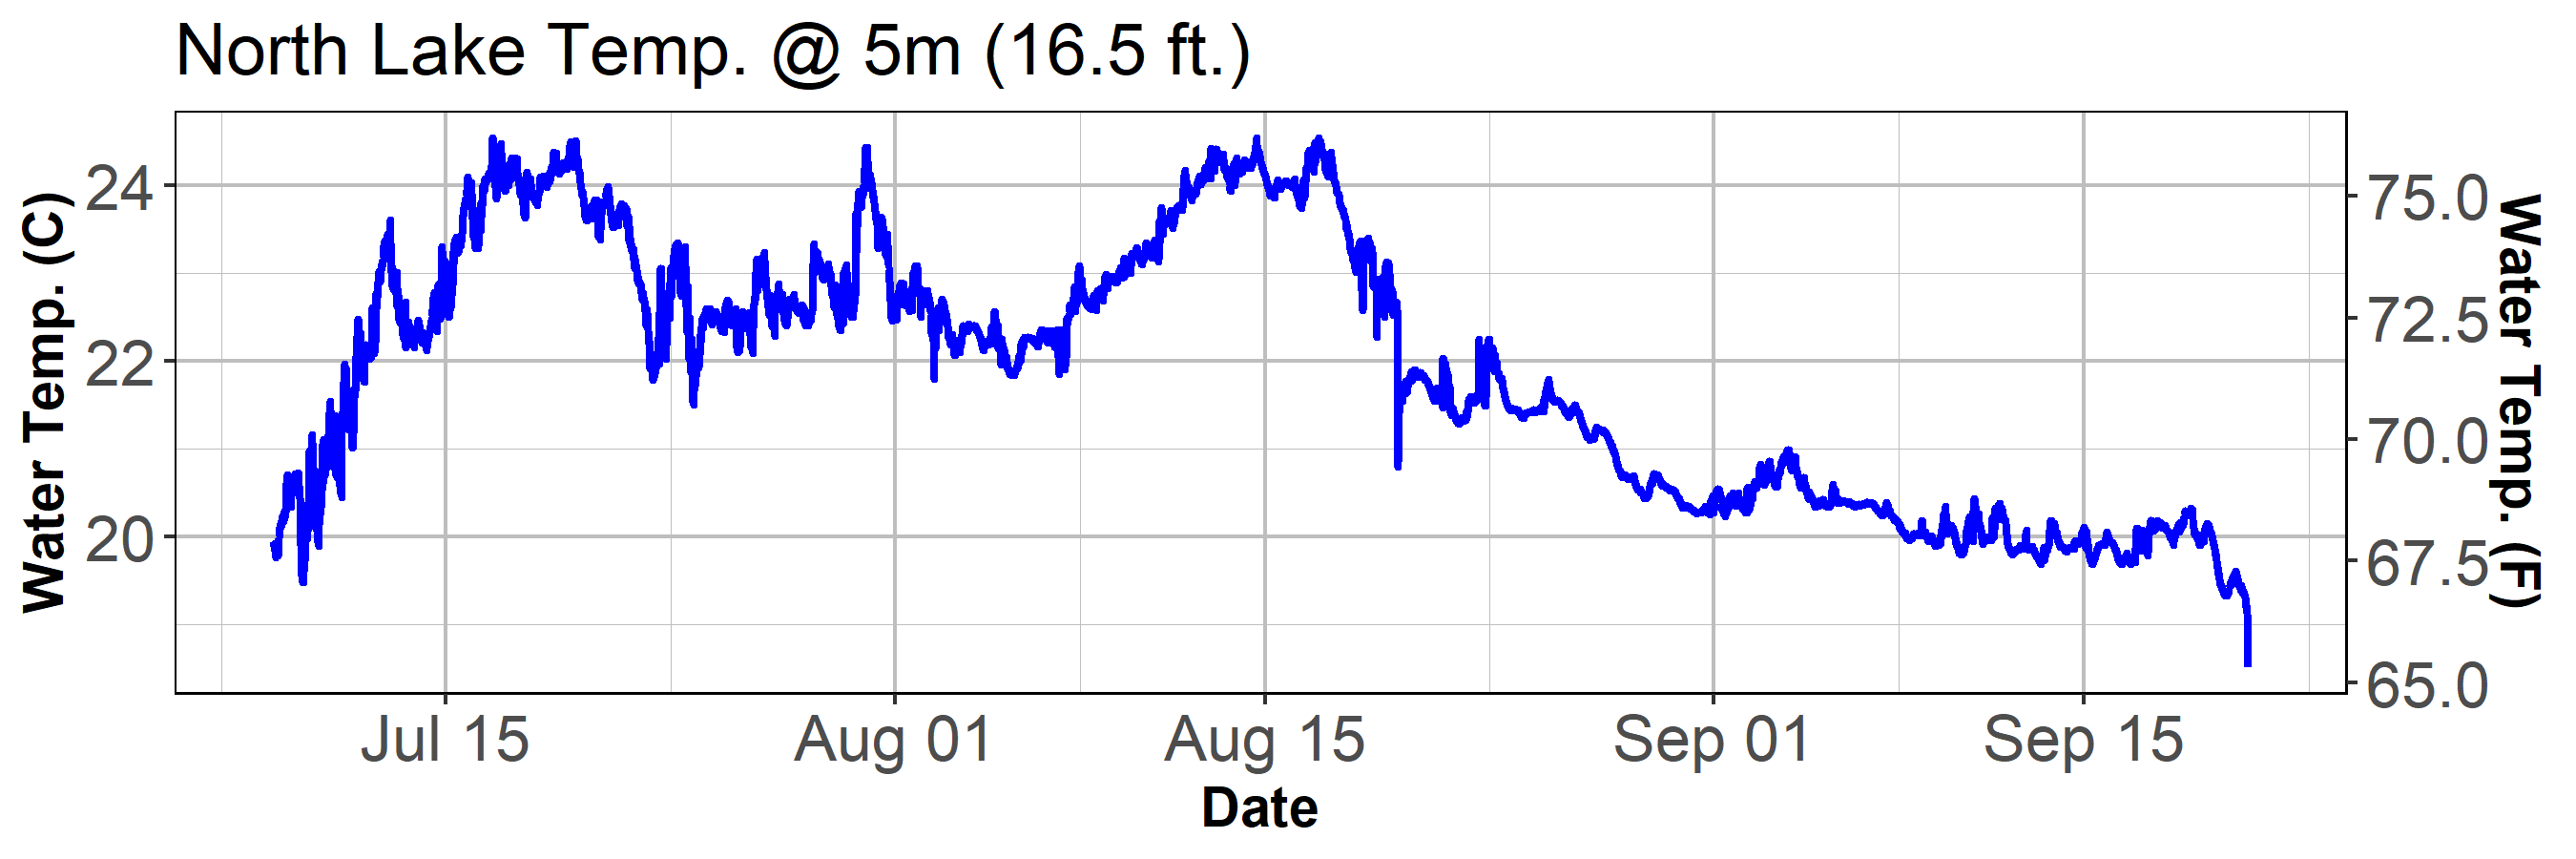 North Lake Temp. @ 5m (16.5 ft.)
Water Temp. (C)
24
22
20
75.0
72.5
70.0
67.5
65.0
Water Temp. (F)
Jul 15 Aug 01 Aug 15 Sep 01 Sep 15
Date